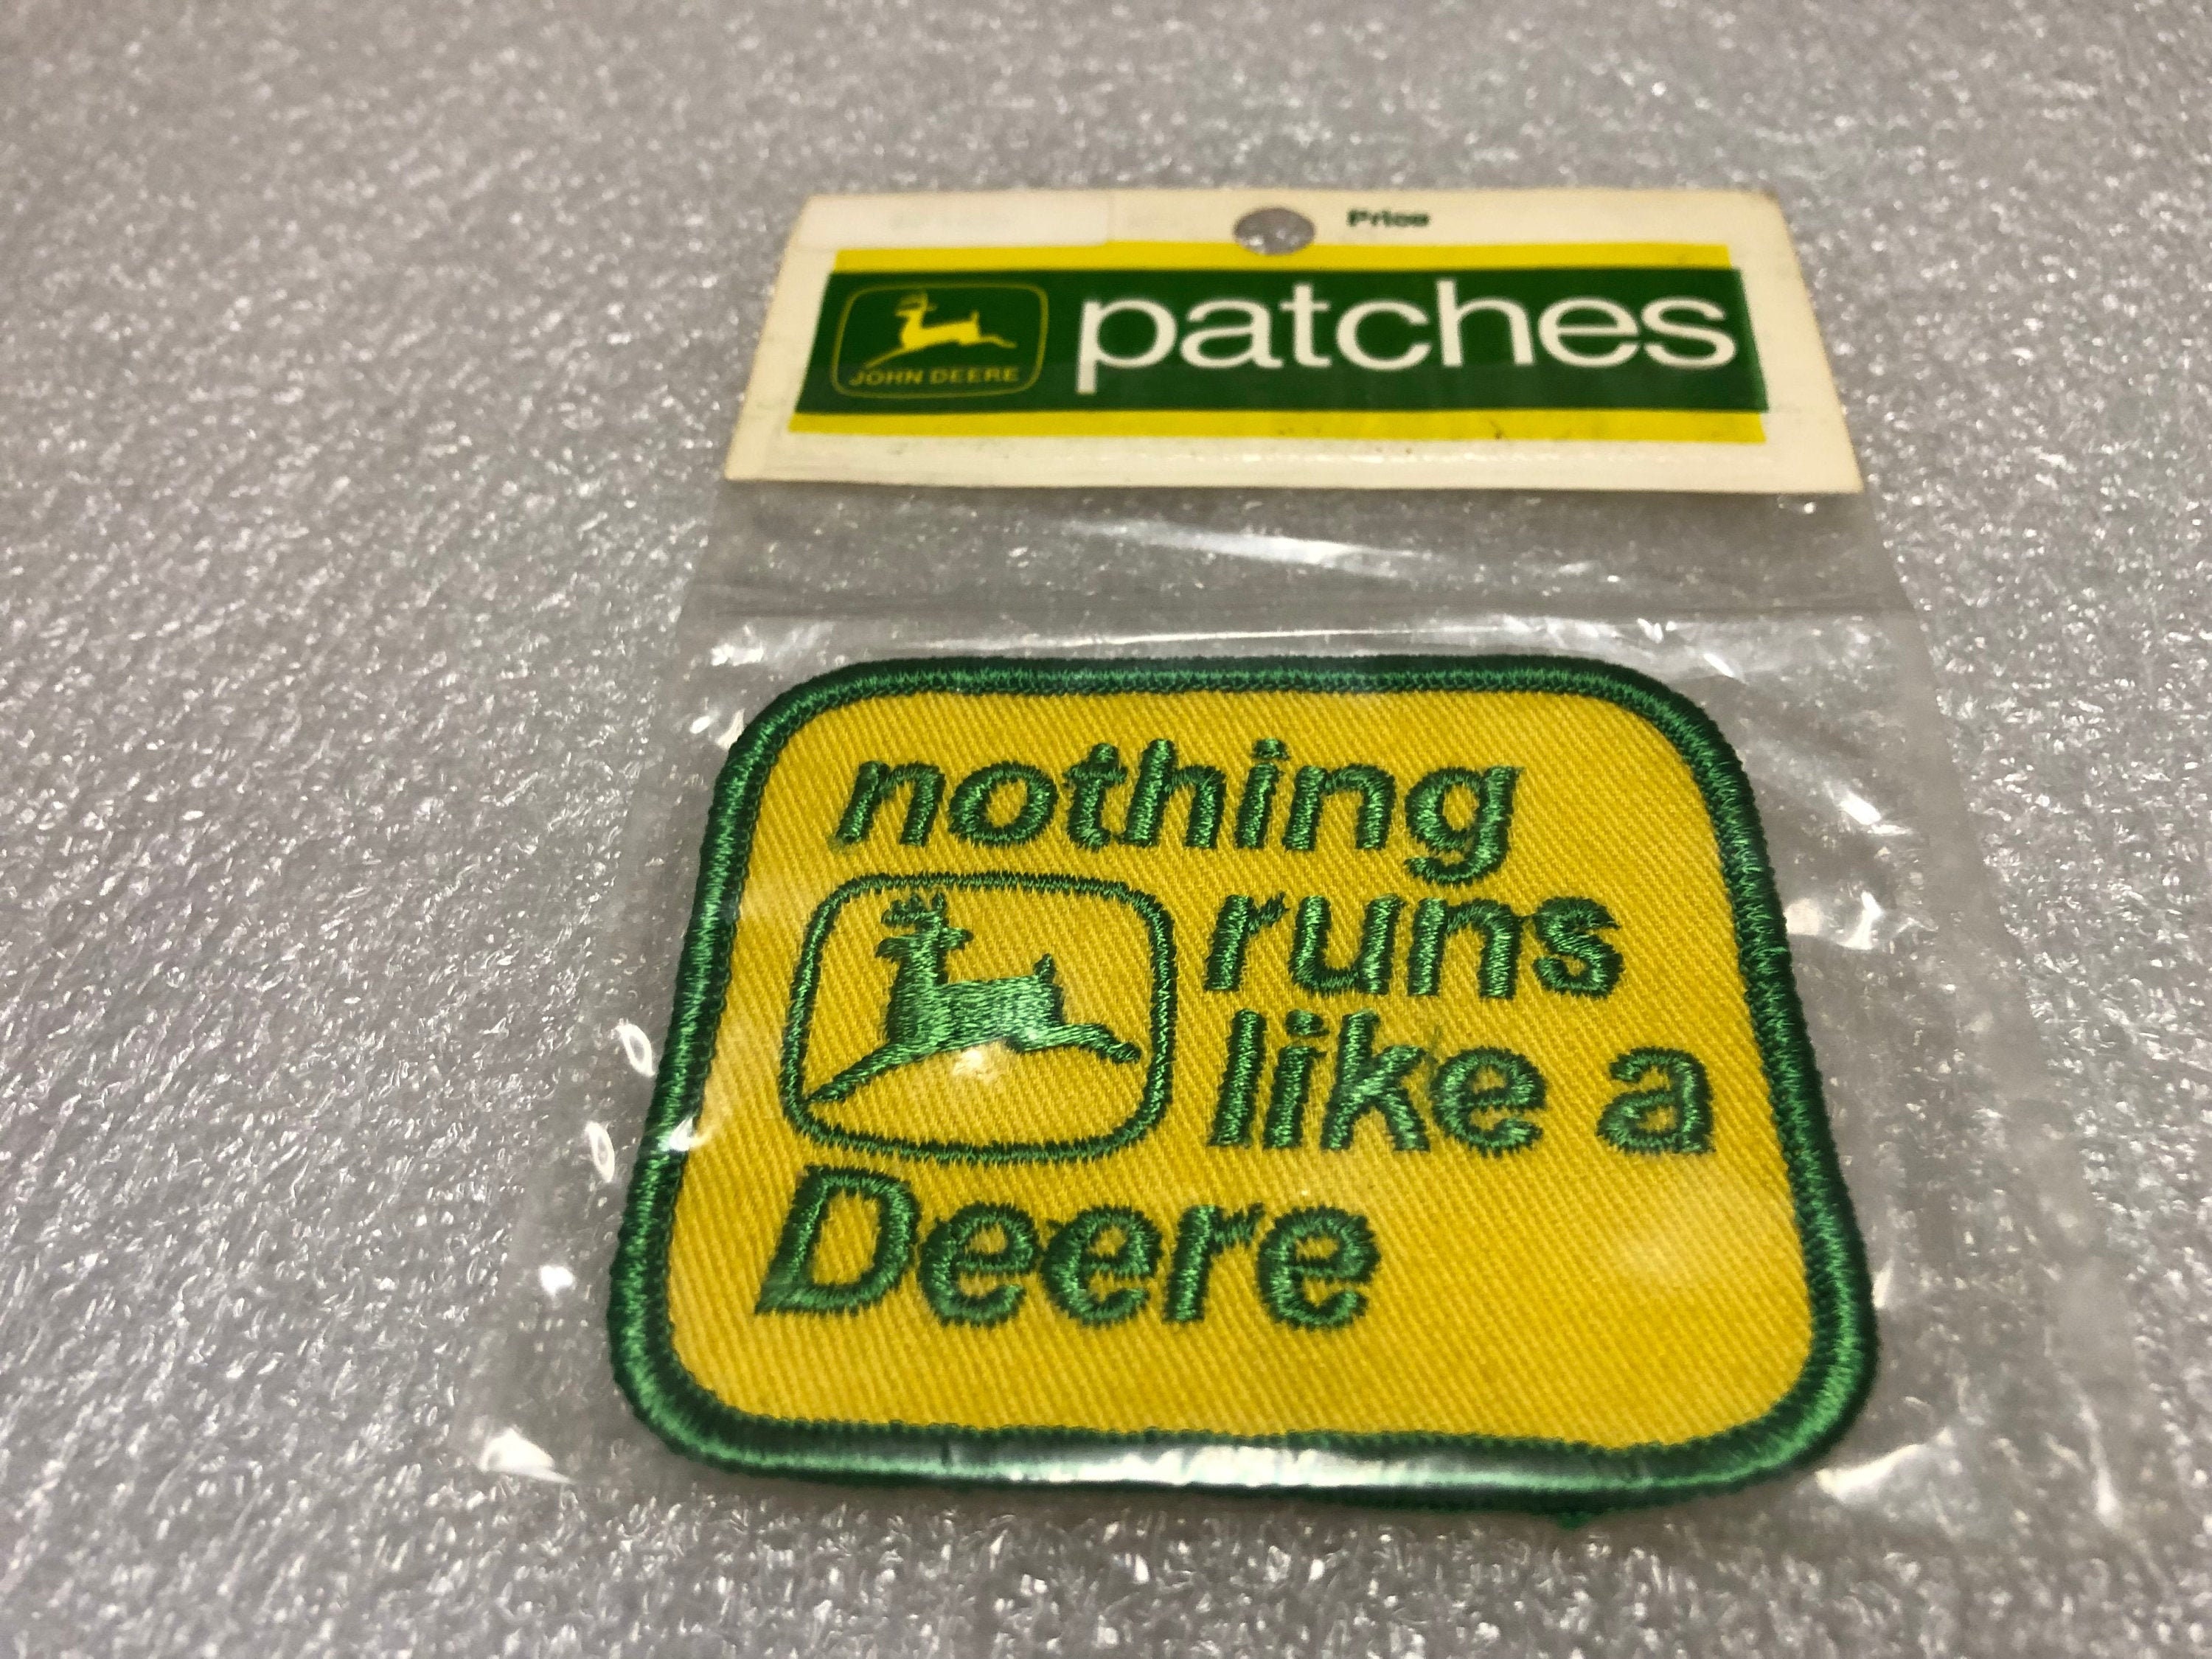 Price
JOHN DEERE
patches
nothing
runs
like a
Deere